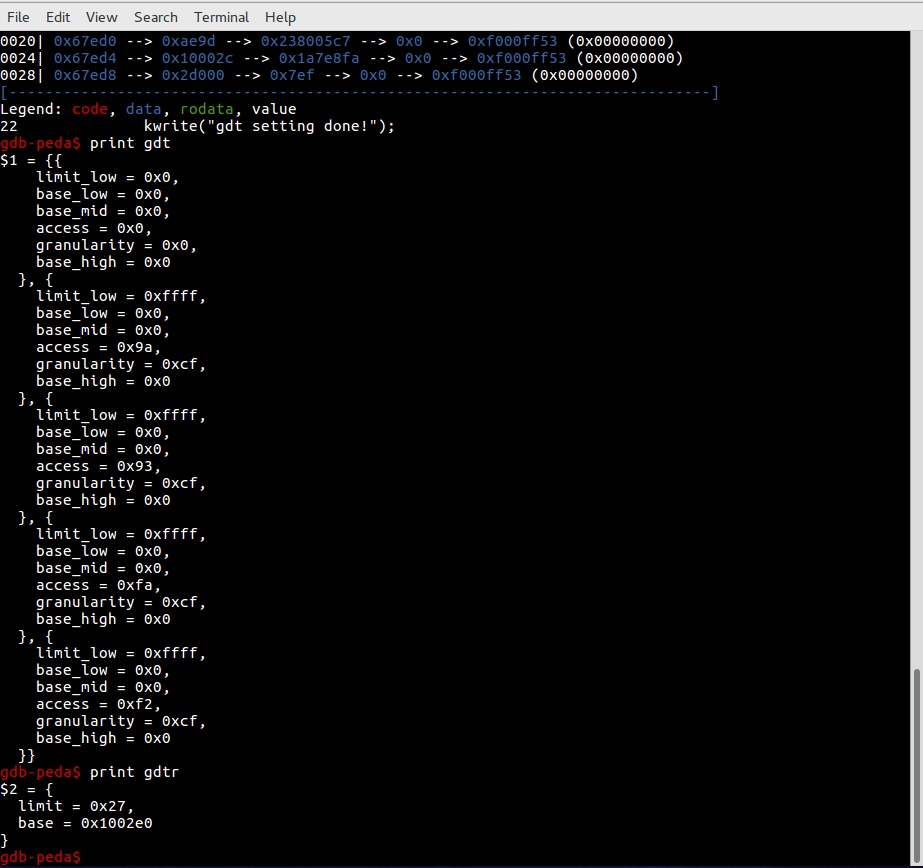 File Edit View Search Terminal Help
0020| 0x67ed0 --> 0xae9d --> 0x238005c7 --> 0x0 --> 0xf000ff53 (0x00000000)
0024| 0x67ed4 --> 0x10002c --> 0x1a7e8fa --> 0x0 --> 0xf000ff53 (0x00000000)
0028| 0x67ed8 --> 0x2d000 --> 0x7ef --> 0x0 --> 0xf000ff53 (0x00000000)
[------------------------------------------------------------------------------]
Legend: code, data, rodata, value
22              kwrite("gdt setting done!");
gdb-peda$ print gdt
$1 = {{
    limit_low = 0x0,
    base_low = 0x0,
    base_mid = 0x0,
    access = 0x0,
    granularity = 0x0,
    base_high = 0x0
  }, {
    limit_low = 0xffff,
    base_low = 0x0,
    base_mid = 0x0,
    access = 0x9a,
    granularity = 0xcf,
    base_high = 0x0
  }, {
    limit_low = 0xffff,
    base_low = 0x0,
    base_mid = 0x0,
    access = 0x93,
    granularity = 0xcf,
    base_high = 0x0
  }, {
    limit_low = 0xffff,
    base_low = 0x0,
    base_mid = 0x0,
    access = 0xfa,
    granularity = 0xcf,
    base_high = 0x0
  }, {
    limit_low = 0xffff,
    base_low = 0x0,
    base_mid = 0x0,
    access = 0xf2,
    granularity = 0xcf,
    base_high = 0x0
  }}
gdb-peda$ print gdtr
$2 = {
  limit = 0x27,
  base = 0x1002e0
}
gdb-peda$